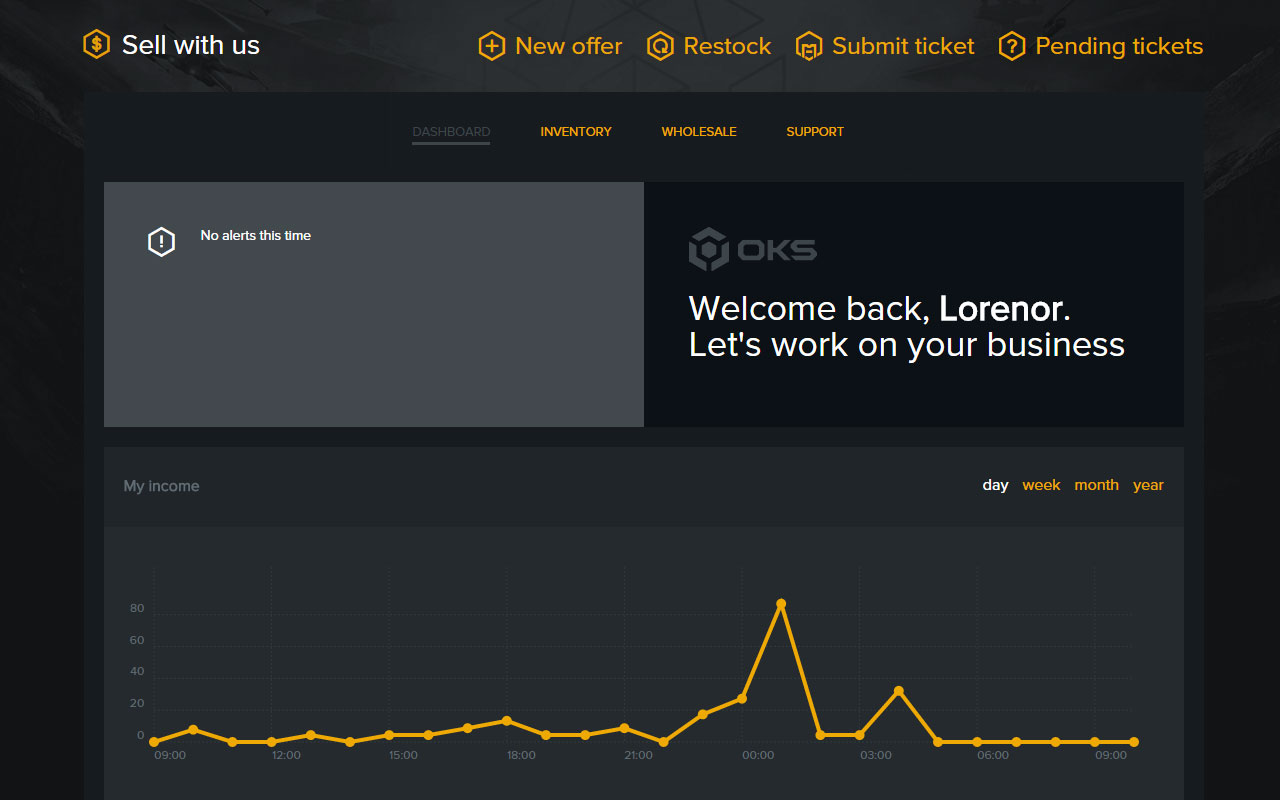 Sell with us
New offer Restock Submit ticket Pending tickets
DASHBOARD INVENTORY WHOLESALE SUPPORT
No alerts this time
OKS
Welcome back, Lorenor.
Let's work on your business
My income
day week month year
80
60
40
20
0
09:00 12:00 15:00 18:00 21:00 00:00 03:00 06:00 09:00